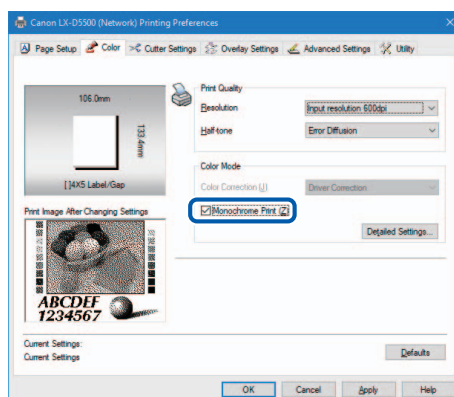 Canon LX-D5500 (Network) Printing Preferences
Page Setup Color Cutter Settings Overlay Settings Advanced Settings Utility
106.0mm
133.4mm
[]4X5 Label/Gap
Print Image After Changing Settings
ABCDEF
1234567
Print Quality
Resolution Input resolution 600dpi
Half-tone Error Diffusion
Color Mode
Color Correction (J) Driver Correction
Monochrome Print (Z)
Detailed Settings...
Current Settings:
Current Settings
Defaults
OK Cancel Apply Help